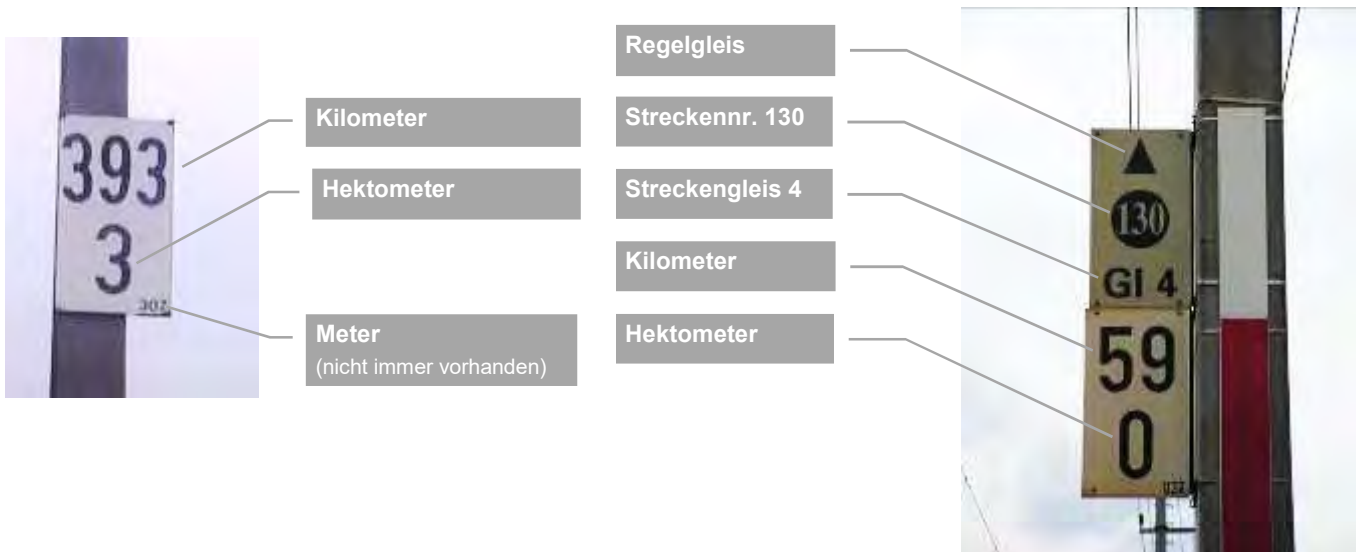 393
3
302
Kilometer
Hektometer
Meter
(nicht immer vorhanden)
Regelgleis
Streckennr. 130
Streckengleis 4
Kilometer
Hektometer
130
Gl 4
59
0